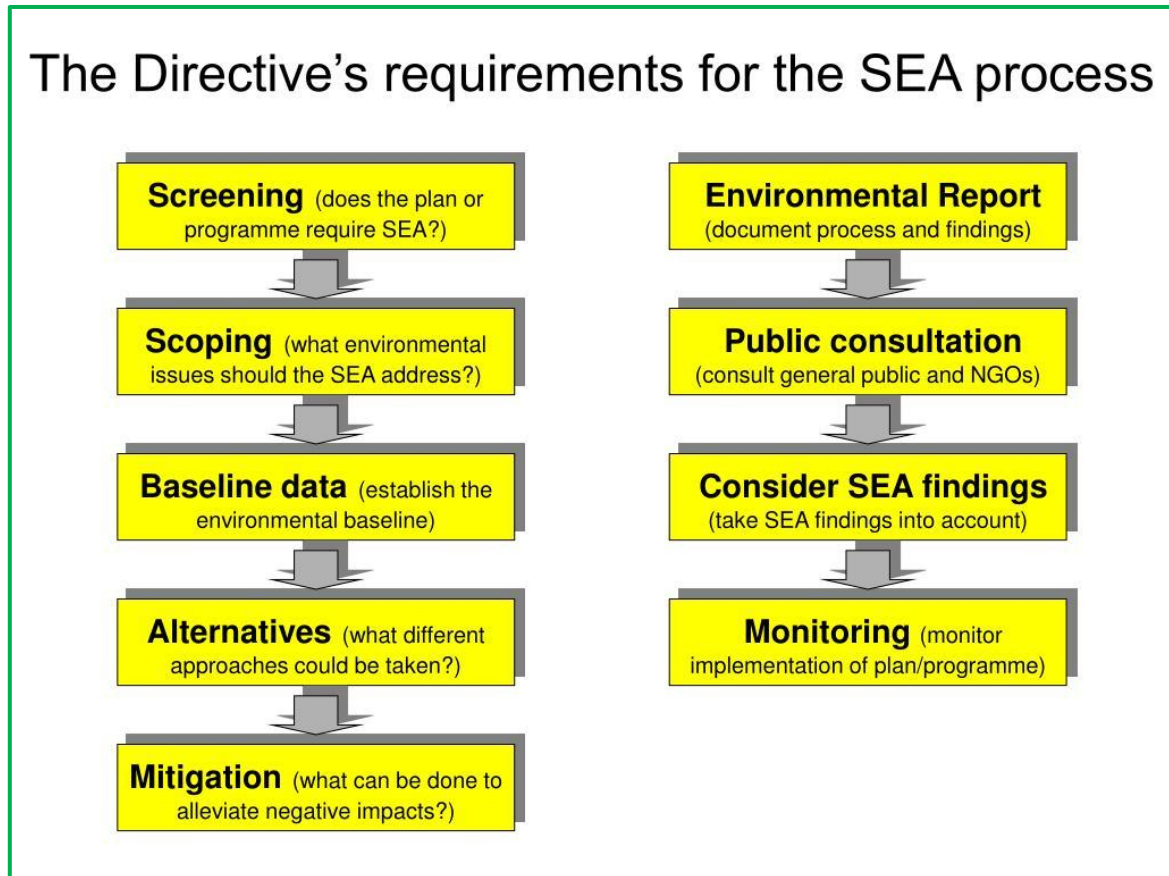 The Directive’s requirements for the SEA process
Screening (does the plan or
programme require SEA?)
Scoping (what environmental
issues should the SEA address?)
Baseline data (establish the
environmental baseline)
Alternatives (what different
approaches could be taken?)
Mitigation (what can be done to
alleviate negative impacts?)
Environmental Report
(document process and findings)
Public consultation
(consult general public and NGOs)
Consider SEA findings
(take SEA findings into account)
Monitoring (monitor
implementation of plan/programme)